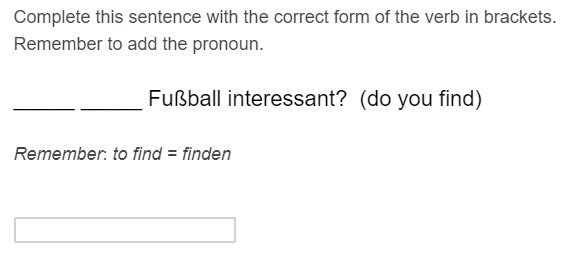 Complete this sentence with the correct form of the verb in brackets.
Remember to add the pronoun.
_____ _____ Fußball interessant?  (do you find)
Remember: to find = finden